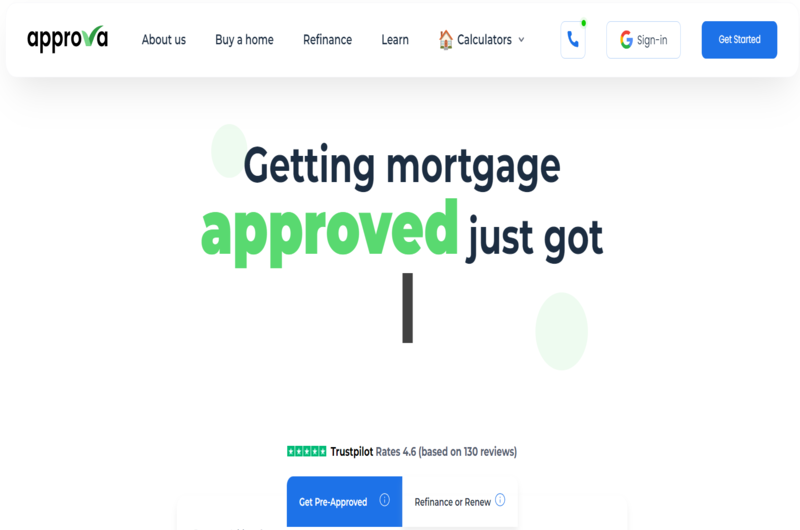 approva
About us
Buy a home
Refinance
Learn
Calculators
Sign-in
Get Started
Getting mortgage
approved just got
Trustpilot Rates 4.6 (based on 130 reviews)
Get Pre-Approved
Refinance or Renew